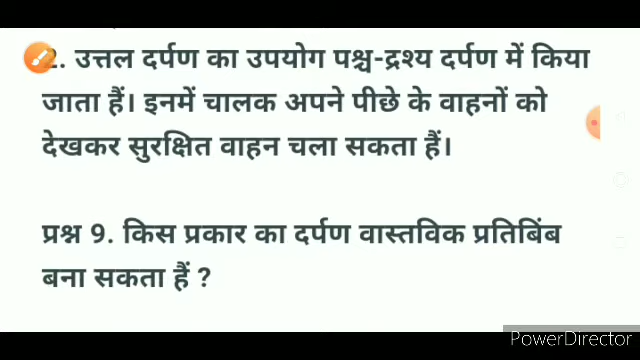 2. उत्तल दर्पण का उपयोग पश्च-द्रश्य दर्पण में किया
जाता हैं। इनमें चालक अपने पीछे के वाहनों को
देखकर सुरक्षित वाहन चला सकता हैं।
प्रश्न 9. किस प्रकार का दर्पण वास्तविक प्रतिबिंब
बना सकता हैं ?
PowerDirector